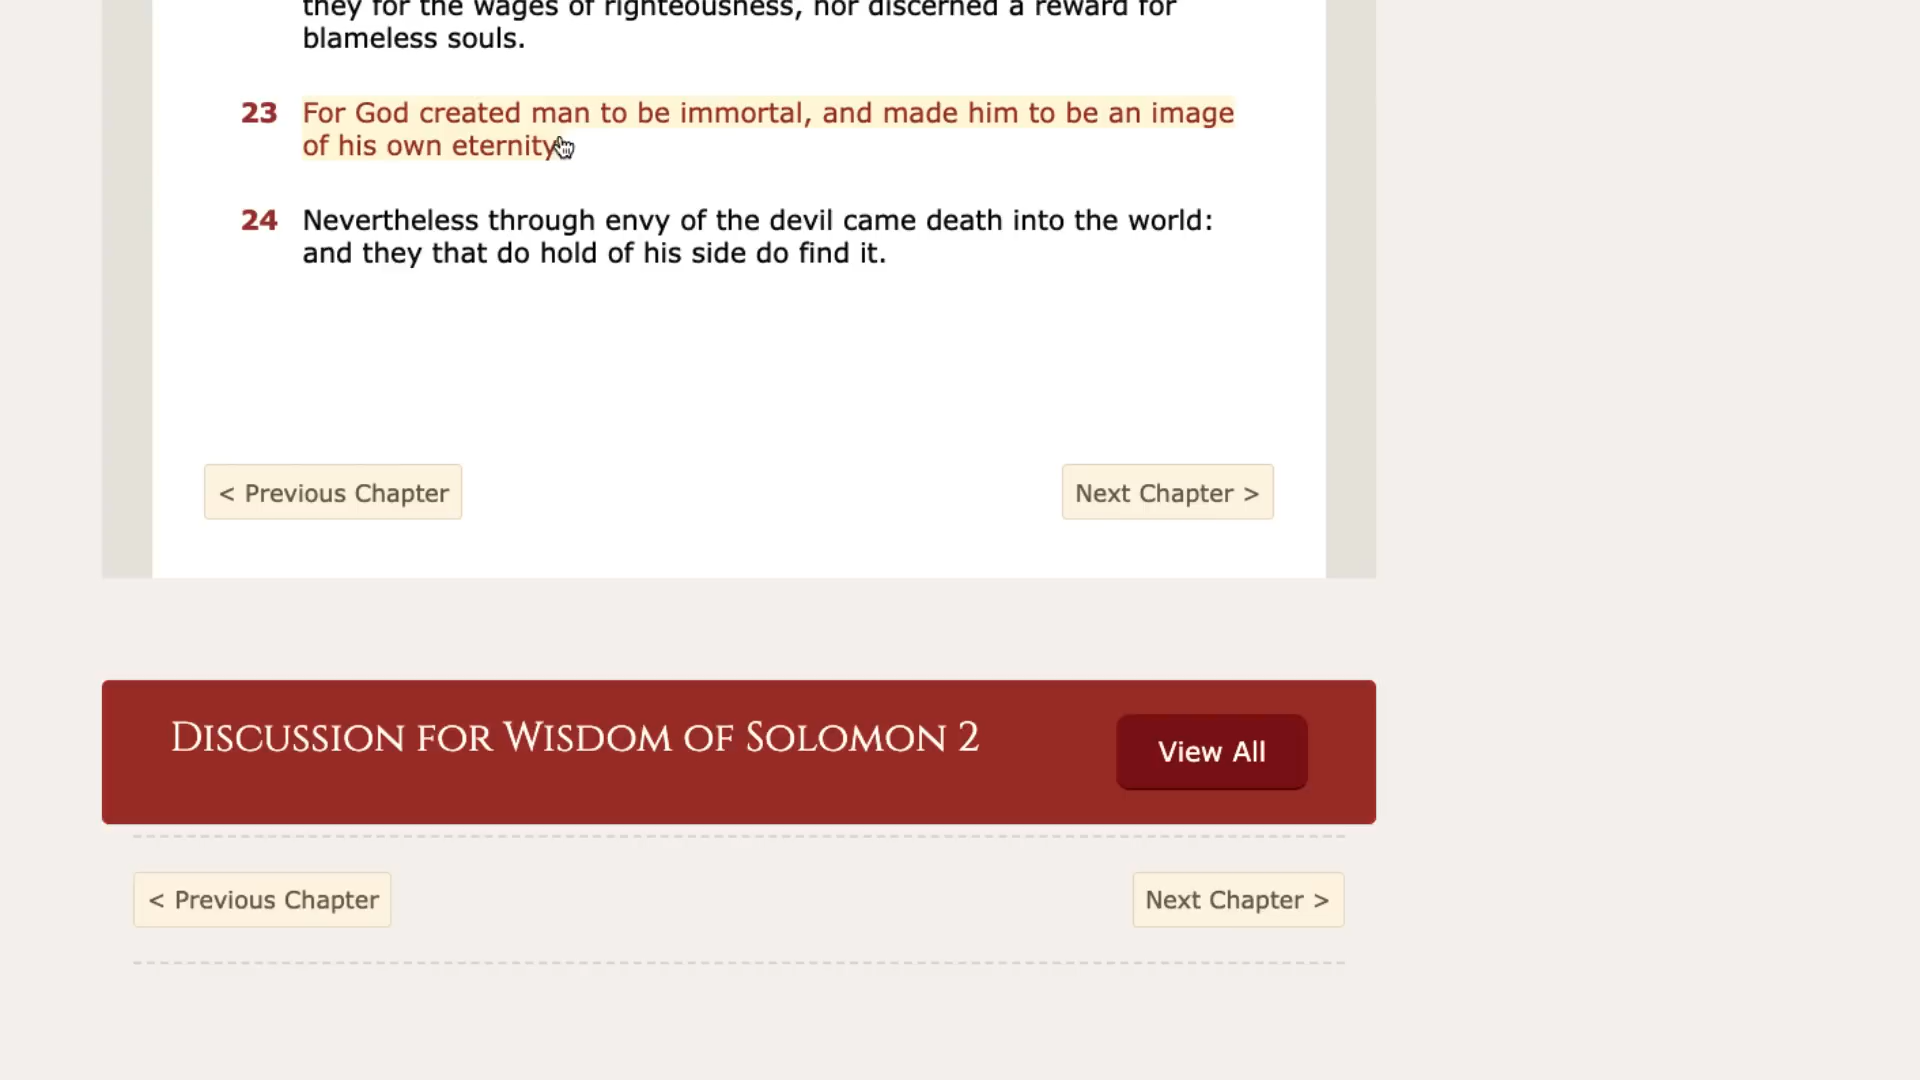 they for the wages of righteousness, nor discerned a reward for
blameless souls.
23 For God created man to be immortal, and made him to be an image
of his own eternity
24 Nevertheless through envy of the devil came death into the world:
and they that do hold of his side do find it.
< Previous Chapter
Next Chapter >
Discussion for Wisdom of Solomon 2
View All
< Previous Chapter
Next Chapter >